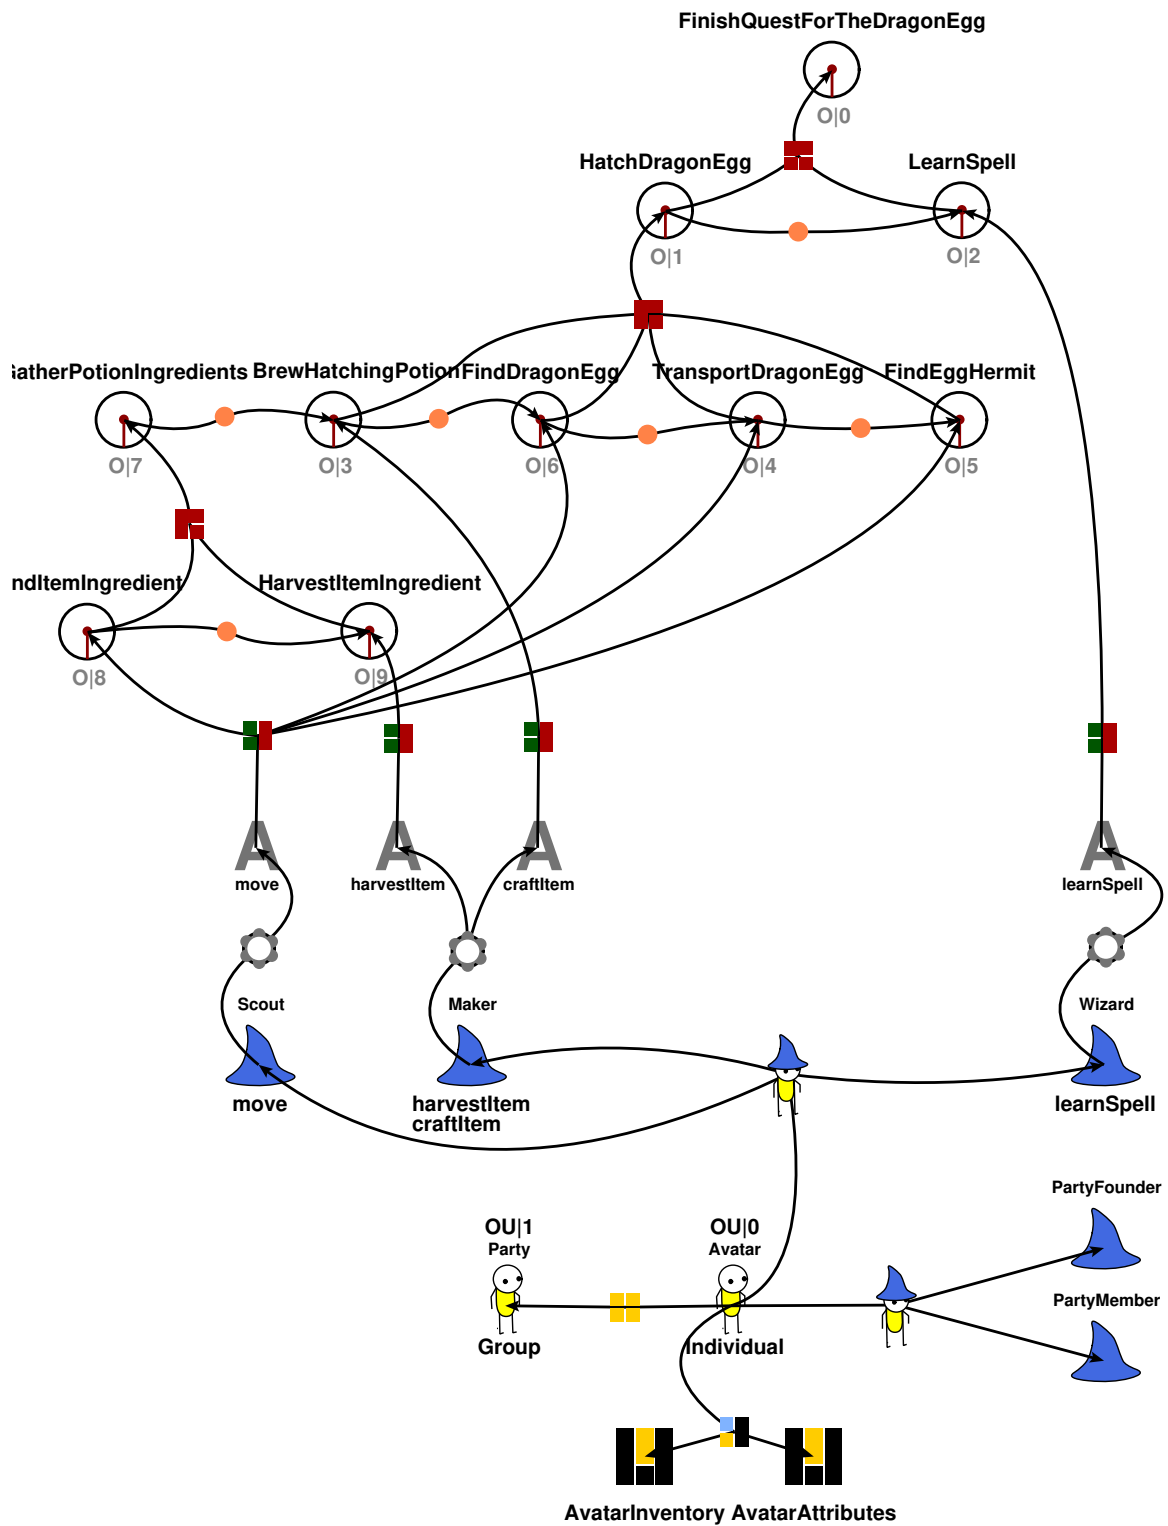 FinishQuestForTheDragonEgg
O|0
HatchDragonEgg
LearnSpell
O|1
O|2
atherPotionIngredients
BrewHatchingPotion
FindDragonEgg
TransportDragonEgg
FindEggHermit
O|7
O|3
O|6
O|4
O|5
ndItemIngredient
HarvestItemIngredient
O|8
O|9
move
harvestItem
craftItem
learnSpell
Scout
Maker
Wizard
move
harvestItem
craftItem
learnSpell
PartyFounder
OU|1
OU|0
Party
Avatar
PartyMember
Group
Individual
AvatarInventory AvatarAttributes